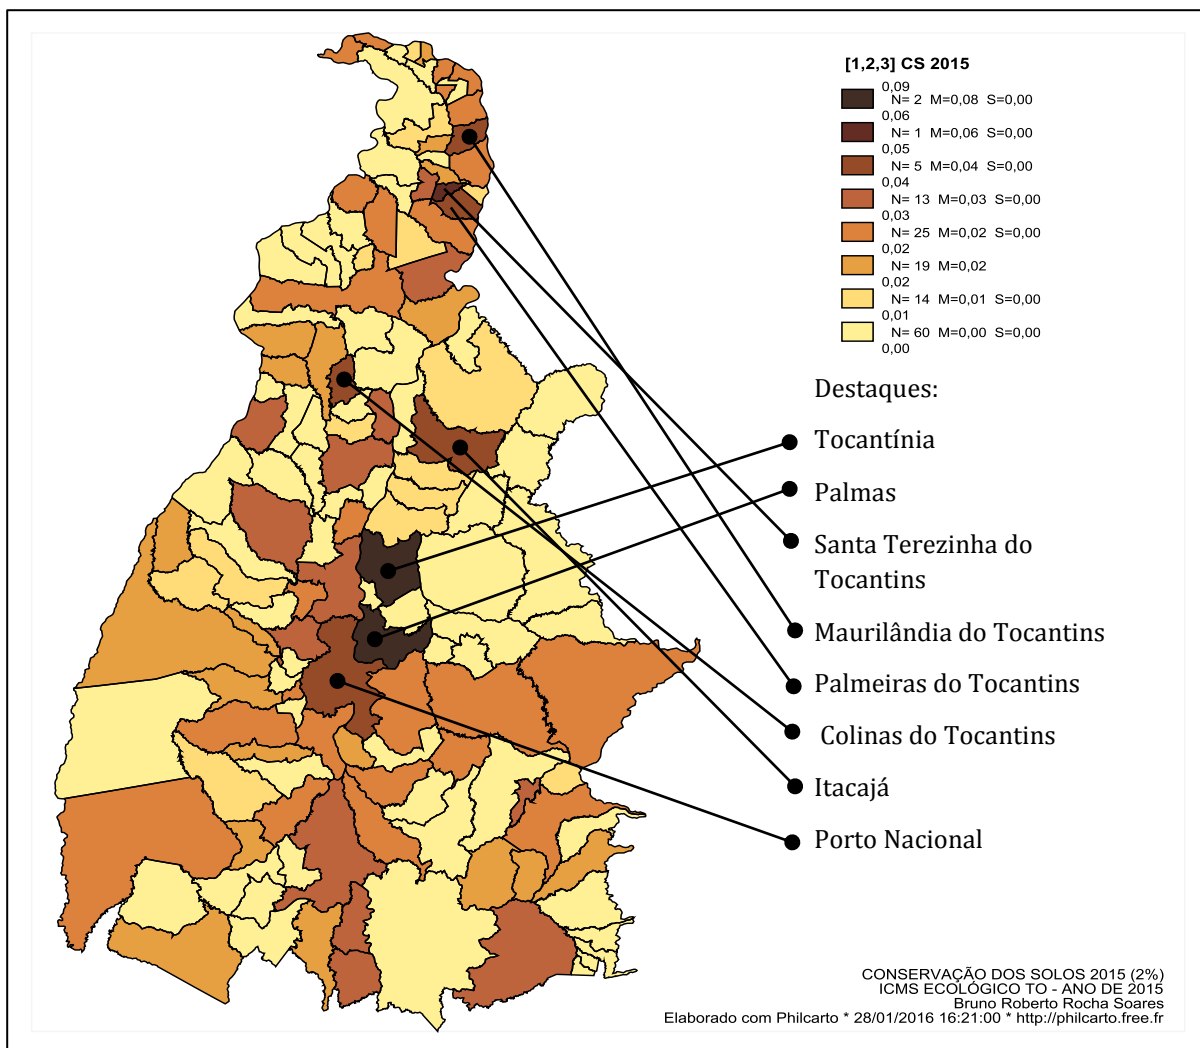 [1,2,3] CS 2015
0,09
N= 2 M=0,08 S=0,00
0,06
N= 1 M=0,06 S=0,00
0,05
N= 5 M=0,04 S=0,00
0,04
N= 13 M=0,03 S=0,00
0,03
N= 25 M=0,02 S=0,00
0,02
N= 19 M=0,02
0,02
N= 14 M=0,01 S=0,00
0,01
N= 60 M=0,00 S=0,00
0,00
Destaques:
Tocantínia
Palmas
Santa Terezinha do
Tocantins
Maurilândia do Tocantins
Palmeiras do Tocantins
Colinas do Tocantins
Itacajá
Porto Nacional
CONSERVAÇÃO DOS SOLOS 2015 (2%)
ICMS ECOLÓGICO TO - ANO DE 2015
Bruno Roberto Rocha Soares
Elaborado com Philcarto * 28/01/2016 16:21:00 * http://philcarto.free.fr